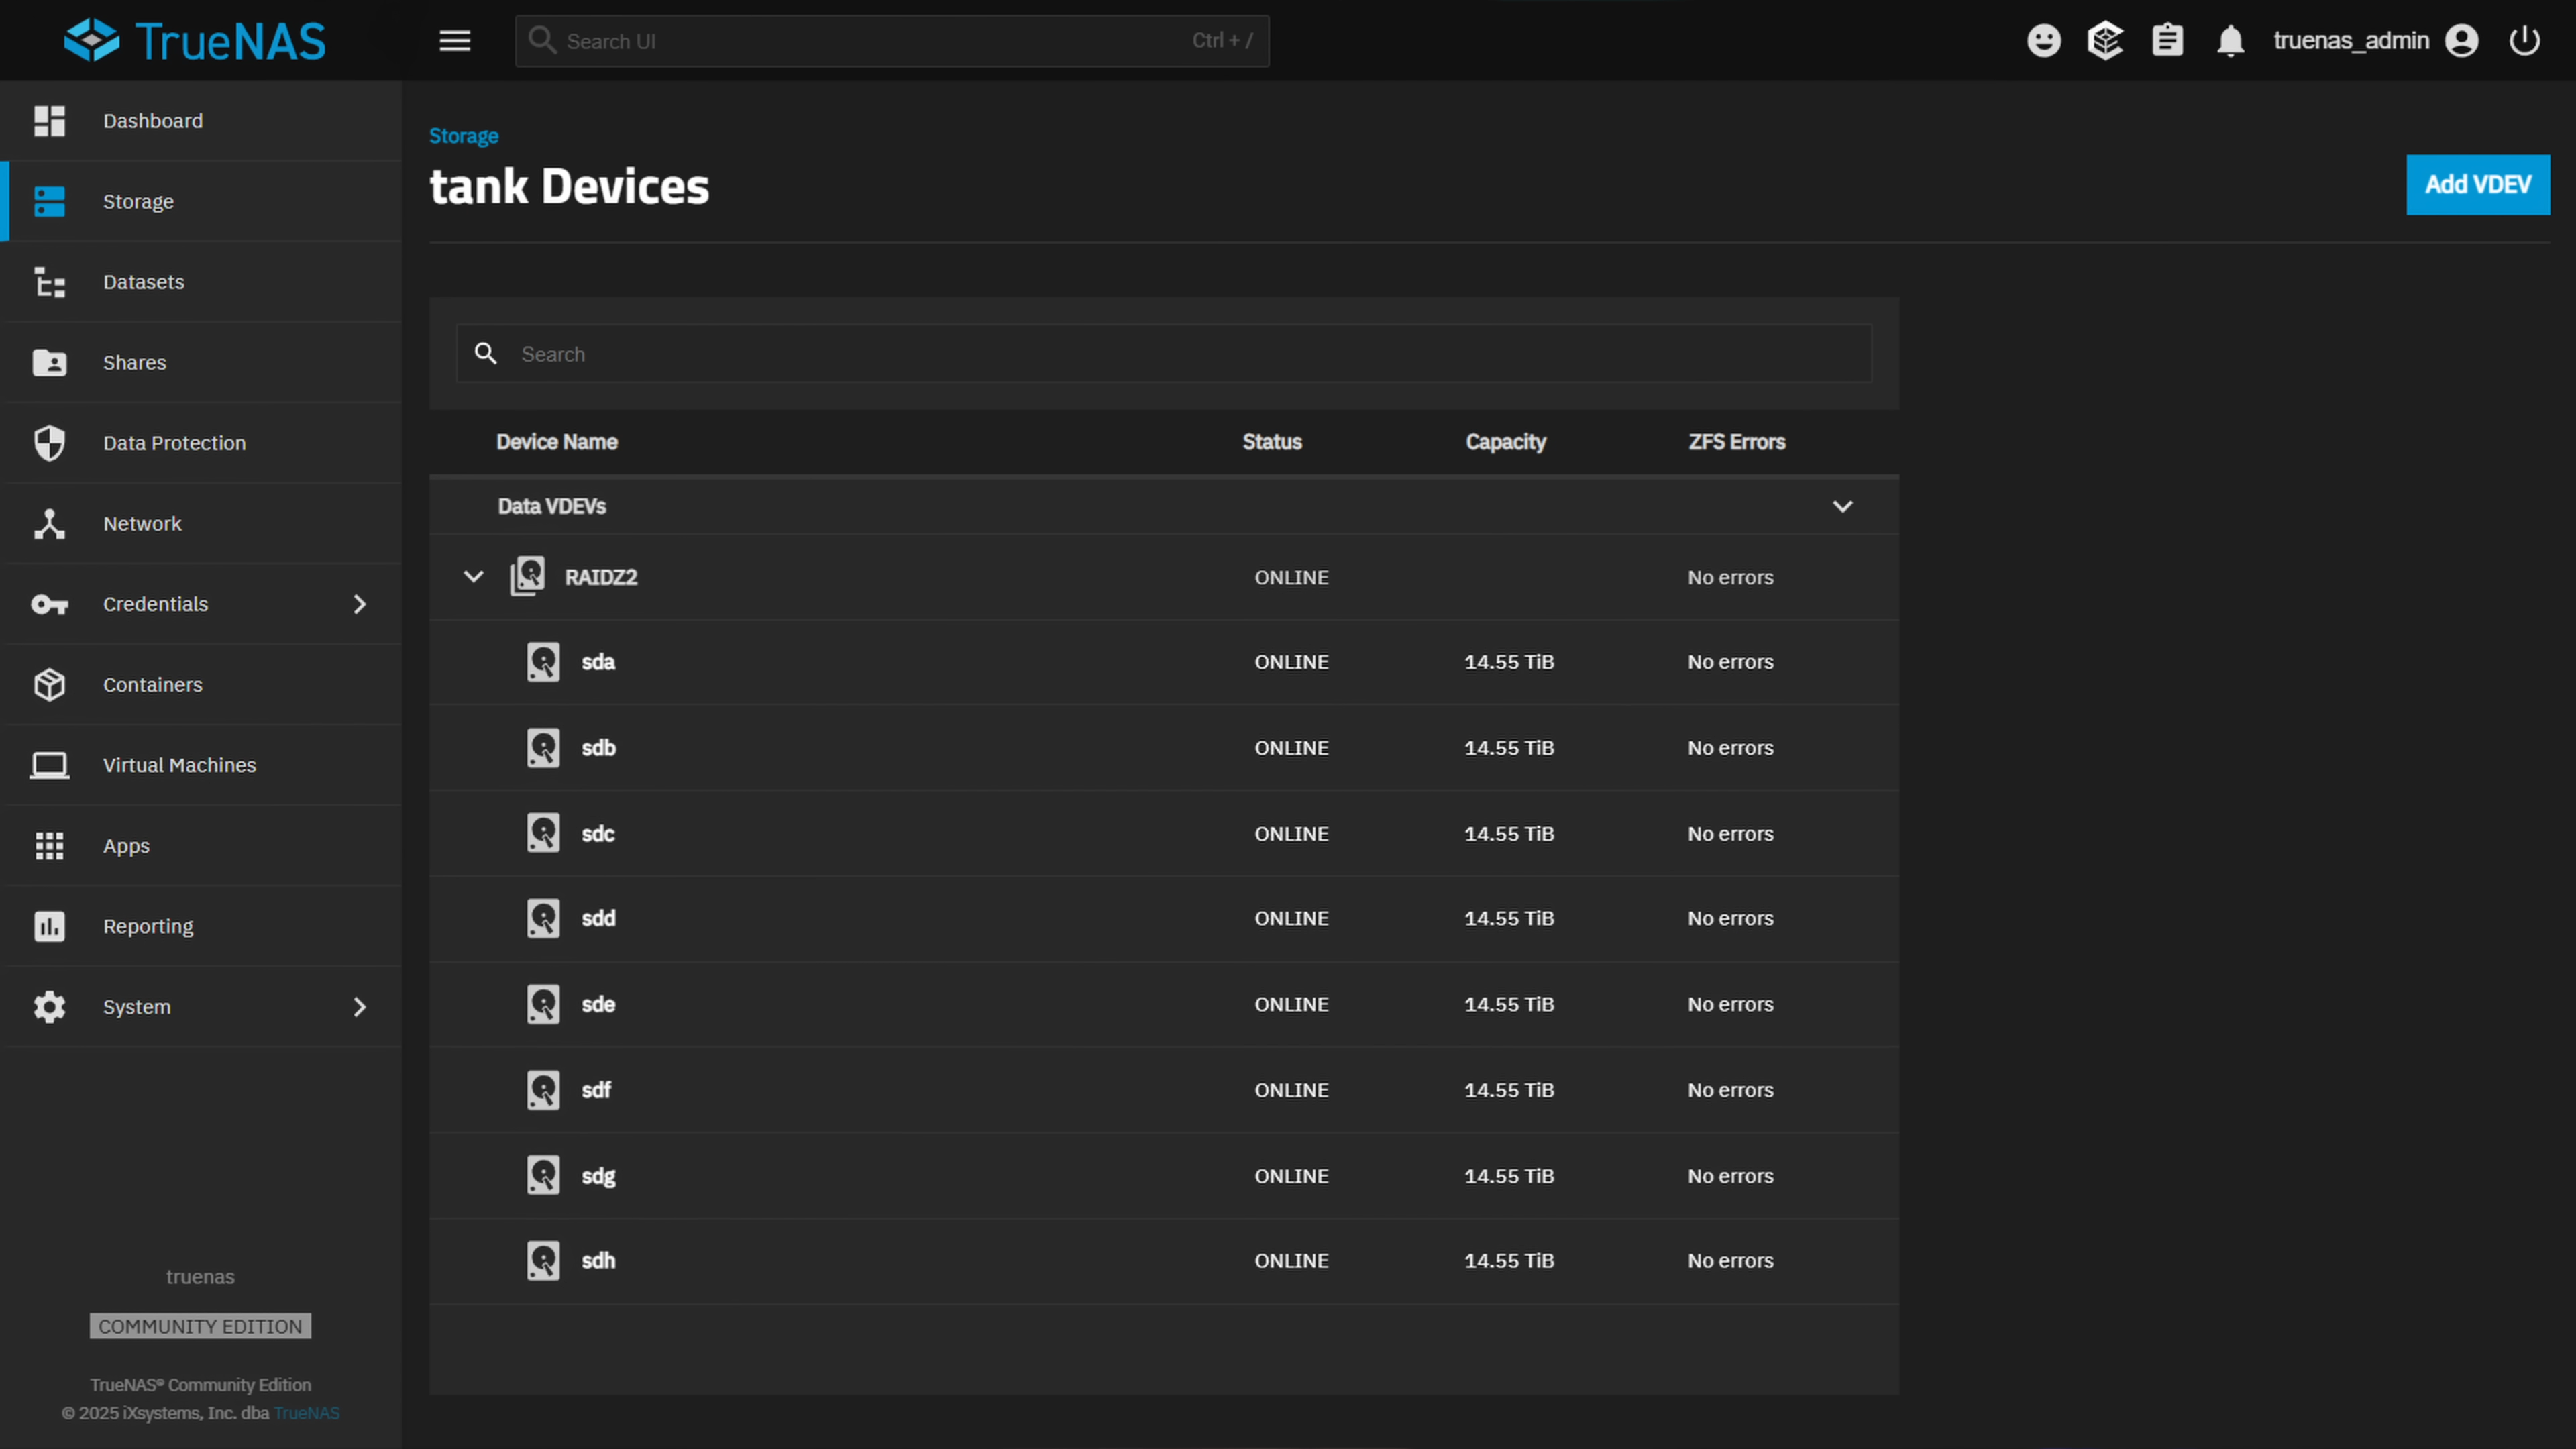 TrueNAS
Search UI Ctrl + /
truenas_admin
Dashboard
Storage
Datasets
Shares
Data Protection
Network
Credentials
Containers
Virtual Machines
Apps
Reporting
System
truenas
COMMUNITY EDITION
TrueNAS® Community Edition
© 2025 iXsystems, Inc. dba TrueNAS
Storage
tank Devices
Add VDEV
Search
Device Name Status Capacity ZFS Errors
Data VDEVs
RAIDZ2 ONLINE No errors
sda ONLINE 14.55 TiB No errors
sdb ONLINE 14.55 TiB No errors
sdc ONLINE 14.55 TiB No errors
sdd ONLINE 14.55 TiB No errors
sde ONLINE 14.55 TiB No errors
sdf ONLINE 14.55 TiB No errors
sdg ONLINE 14.55 TiB No errors
sdh ONLINE 14.55 TiB No errors